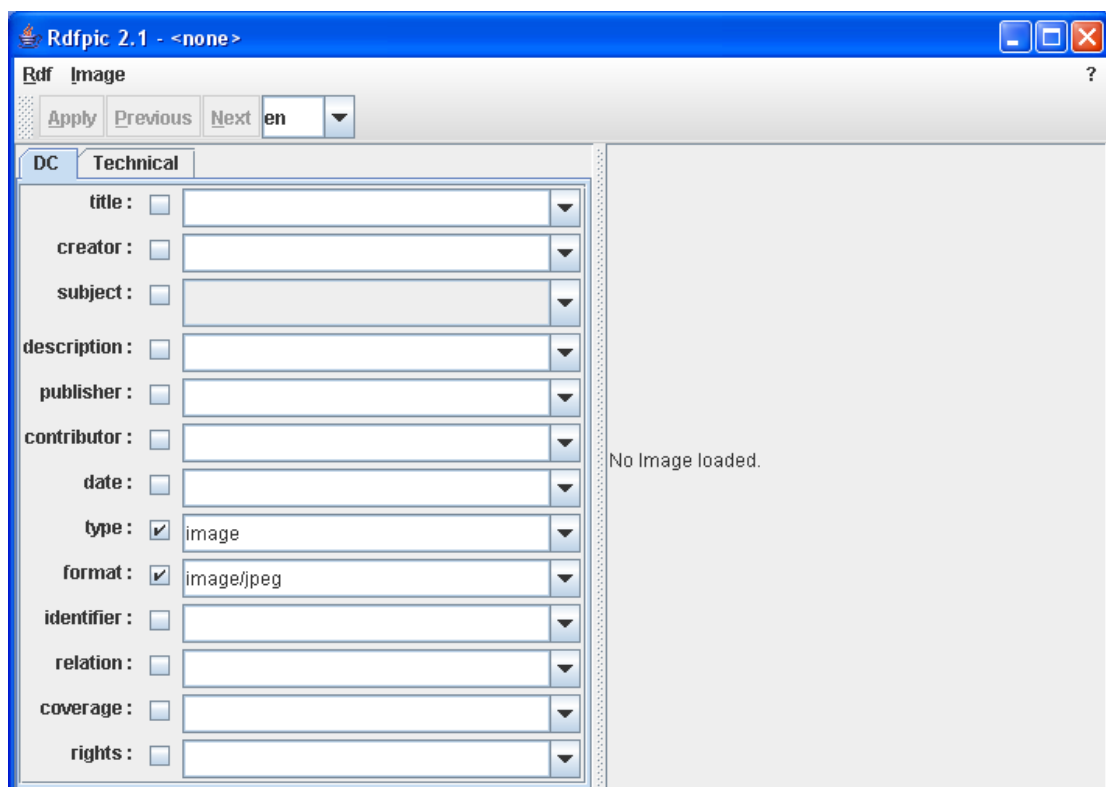 Rdfpic 2.1 - <none>
Rdf Image ?
Apply Previous Next en
DC Technical
title :
creator :
subject :
description :
publisher :
contributor :
date :
type : image
format : image/jpeg
identifier :
relation :
coverage :
rights :
No Image loaded.